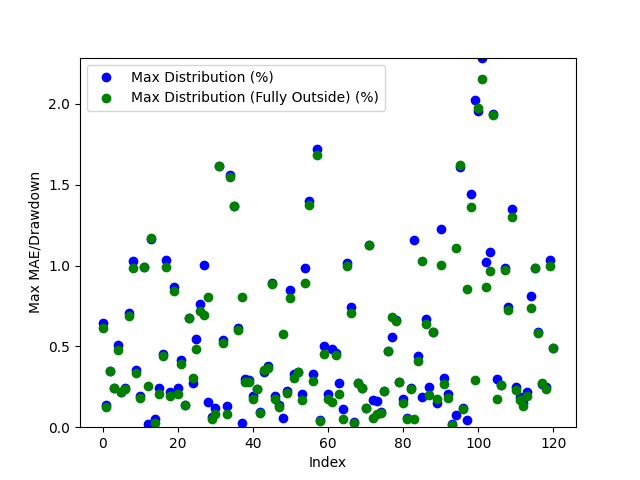 Max Distribution (%)
Max Distribution (Fully Outside) (%)
Max MAE/Drawdown
2.0
1.5
1.0
0.5
0.0
0 20 40 60 80 100 120
Index